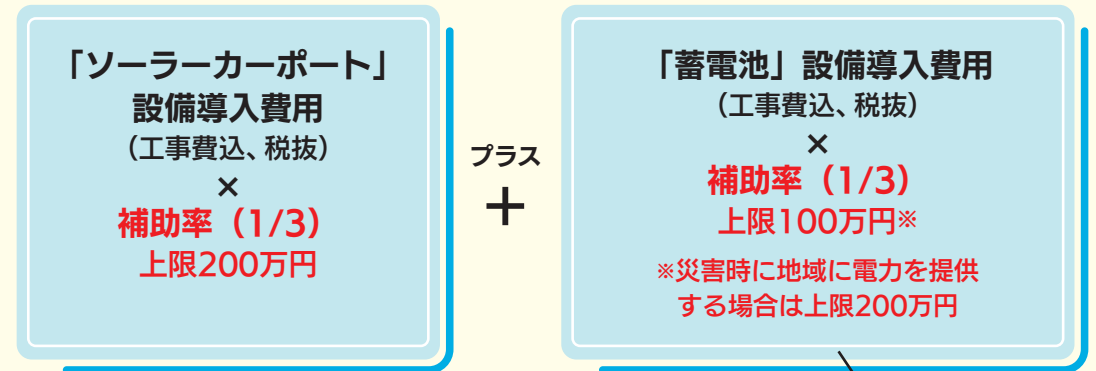 「ソーラーカーポート」
設備導入費用
（工事費込、税抜）
×
補助率（1/3）
上限200万円
プラス
＋
「蓄電池」設備導入費用
（工事費込、税抜）
×
補助率（1/3）
上限100万円※
※災害時に地域に電力を提供
する場合は上限200万円